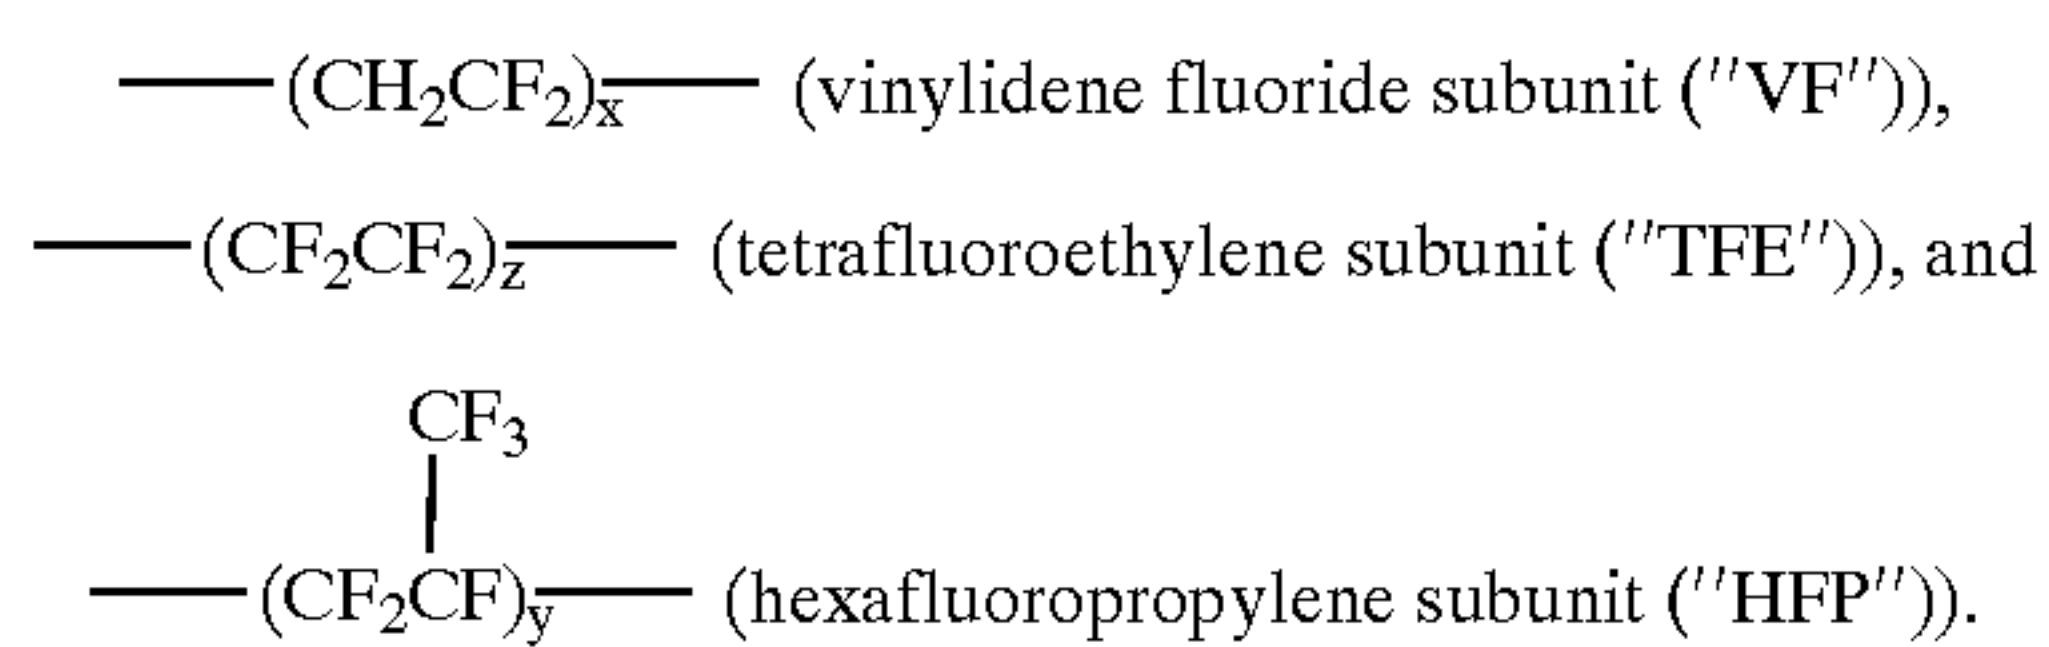 —(CH₂CF₂)ₓ— (vinylidene fluoride subunit ("VF")),
—(CF₂CF₂)z— (tetrafluoroethylene subunit ("TFE")), and
CF₃
—(CF₂CF)y— (hexafluoropropylene subunit ("HFP")).